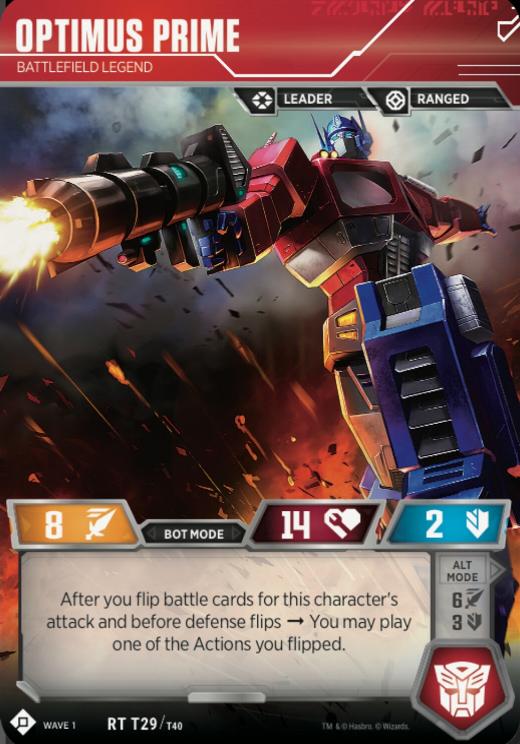 OPTIMUS PRIME
BATTLEFIELD LEGEND
LEADER
RANGED
8
BOT MODE
14
2
ALT
MODE
6
3
After you flip battle cards for this character's
attack and before defense flips → You may play
one of the Actions you flipped.
WAVE 1
RT T29/T40
TM & © Hasbro. © Wizards.